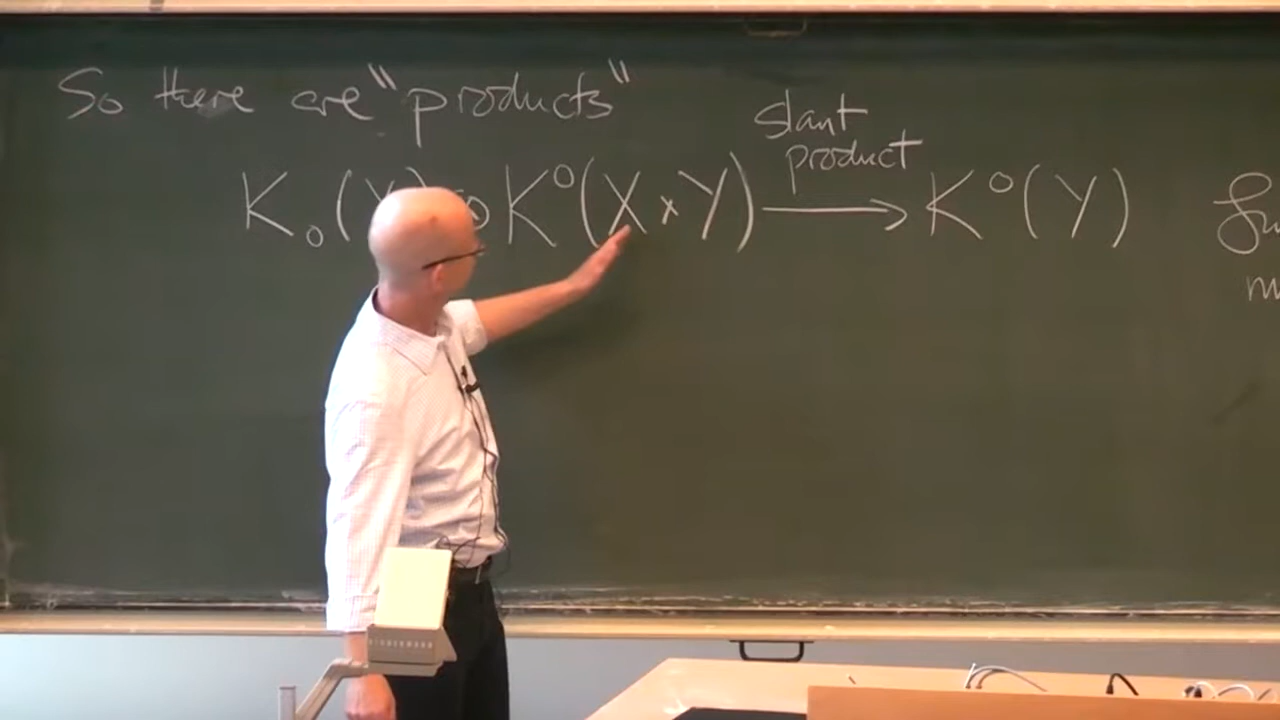 So there are "products"
slant product
K₀(X) ⊗ K⁰(X × Y) ⟶ K⁰(Y)